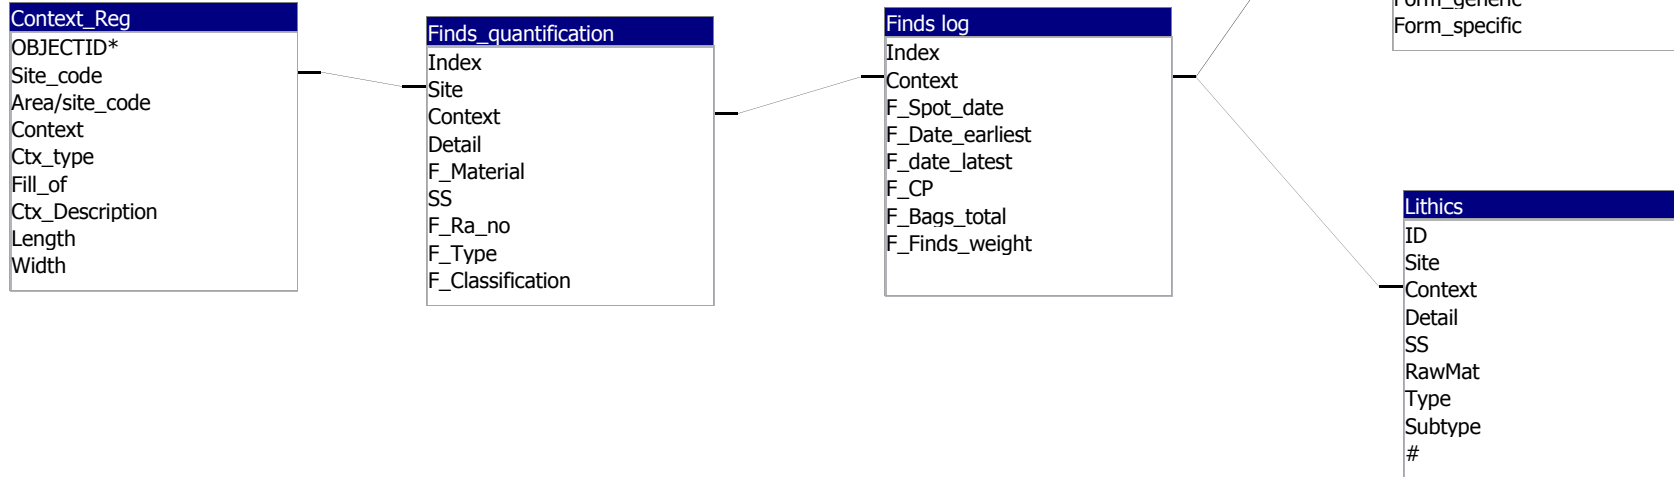 Context_Reg
OBJECTID*
Site_code
Area/site_code
Context
Ctx_type
Fill_of
Ctx_Description
Length
Width
Finds_quantification
Index
Site
Context
Detail
F_Material
SS
F_Ra_no
F_Type
F_Classification
Finds log
Index
Context
F_Spot_date
F_Date_earliest
F_date_latest
F_CP
F_Bags_total
F_Finds_weight
Form_generic
Form_specific
Lithics
ID
Site
Context
Detail
SS
RawMat
Type
Subtype
#